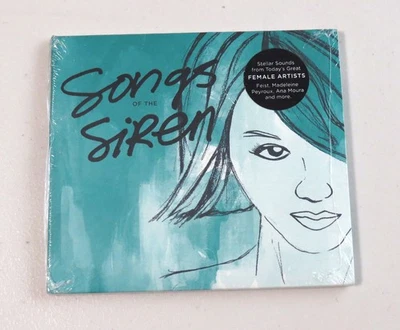 Songs
OF THE
SiREN
Stellar Sounds
from Today's Great
FEMALE ARTISTS
Feist, Madeleine
Peyroux, Ana Moura
and more.